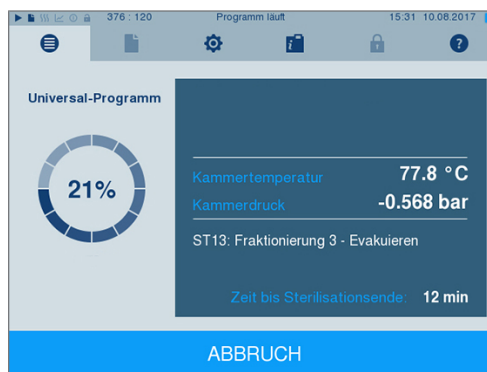 376 : 120 Programm läuft 15:31 10.08.2017
Universal-Programm
21%
Kammertemperatur 77.8 °C
Kammerdruck -0.568 bar
ST13: Fraktionierung 3 - Evakuieren
Zeit bis Sterilisationsende: 12 min
ABBRUCH